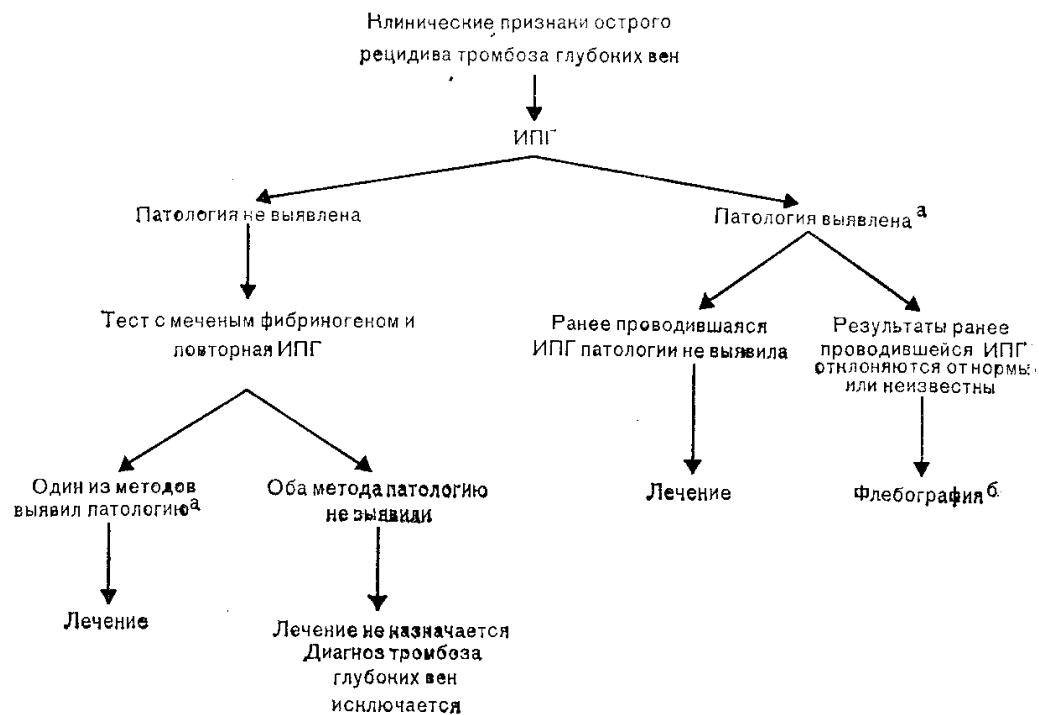 Клинические признаки острого
рецидива тромбоза глубоких вен
ИПГ
Патология не выявлена
Патология выявлена а
Тест с меченым фибриногеном и
повторная ИПГ
Ранее проводившаяся
ИПГ патологии не выявила
Результаты ранее
проводившейся ИПГ
отклоняются от нормы
или неизвестны
Один из методов
выявил патологию а
Оба метода патологию
не выявили
Лечение
Флебография б
Лечение
Лечение не назначается
Диагноз тромбоза
глубоких вен
исключается